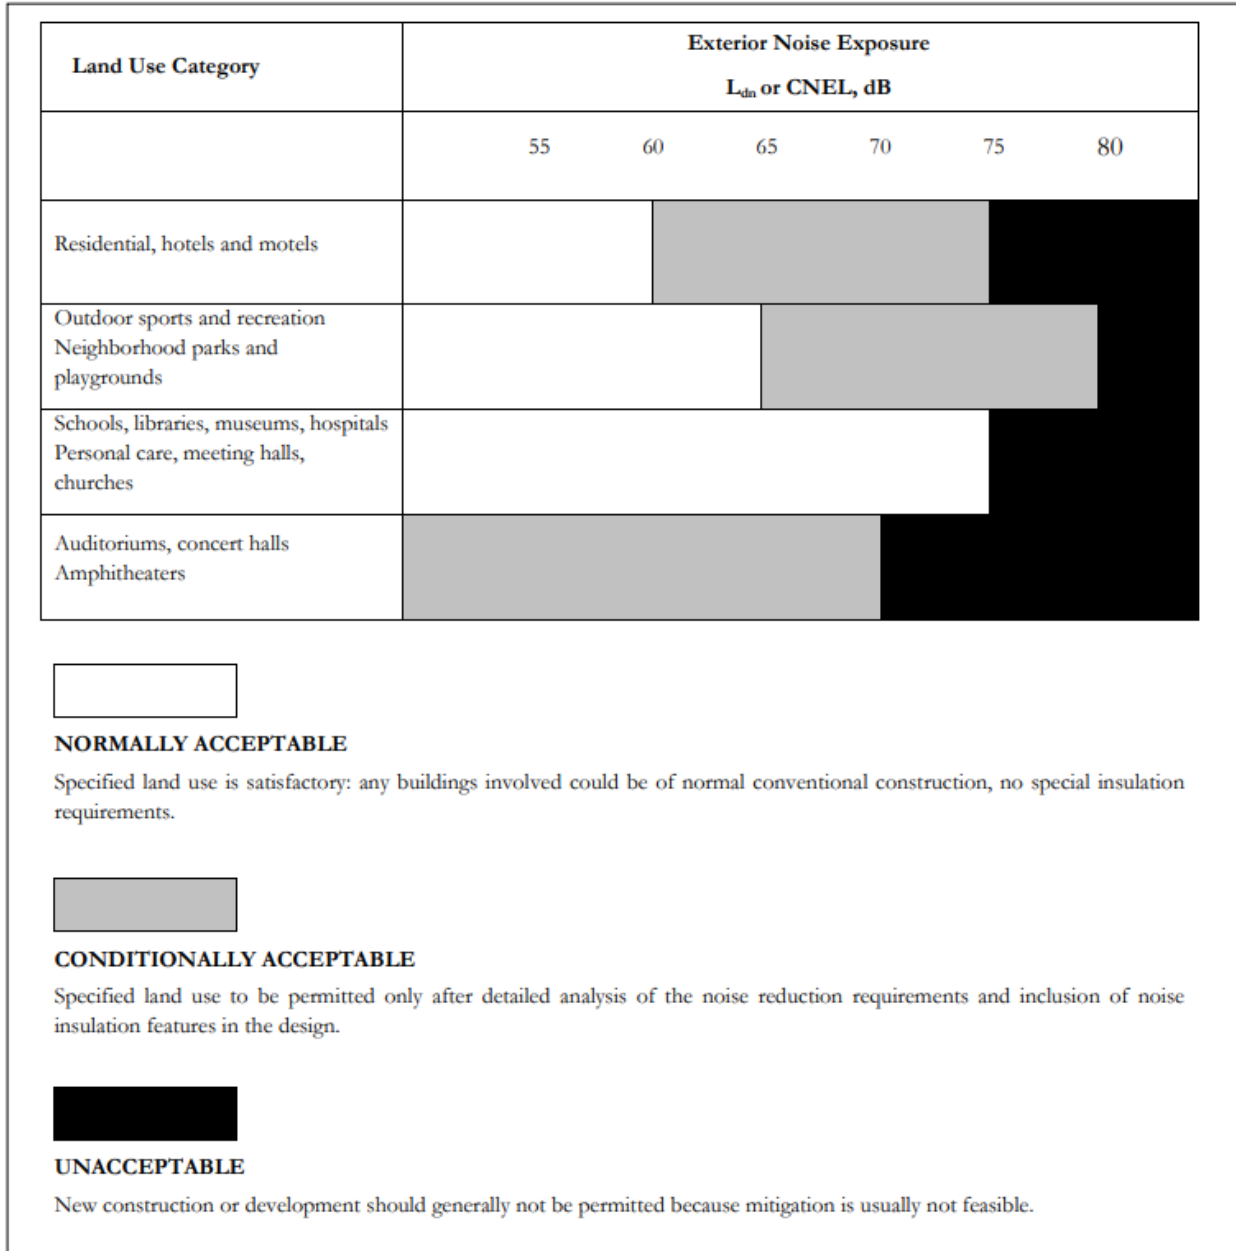 Land Use Category
Exterior Noise Exposure
Ldn or CNEL, dB
55 60 65 70 75 80
Residential, hotels and motels
Outdoor sports and recreation
Neighborhood parks and
playgrounds
Schools, libraries, museums, hospitals
Personal care, meeting halls,
churches
Auditoriums, concert halls
Amphitheaters
NORMALLY ACCEPTABLE
Specified land use is satisfactory: any buildings involved could be of normal conventional construction, no special insulation
requirements.
CONDITIONALLY ACCEPTABLE
Specified land use to be permitted only after detailed analysis of the noise reduction requirements and inclusion of noise
insulation features in the design.
UNACCEPTABLE
New construction or development should generally not be permitted because mitigation is usually not feasible.